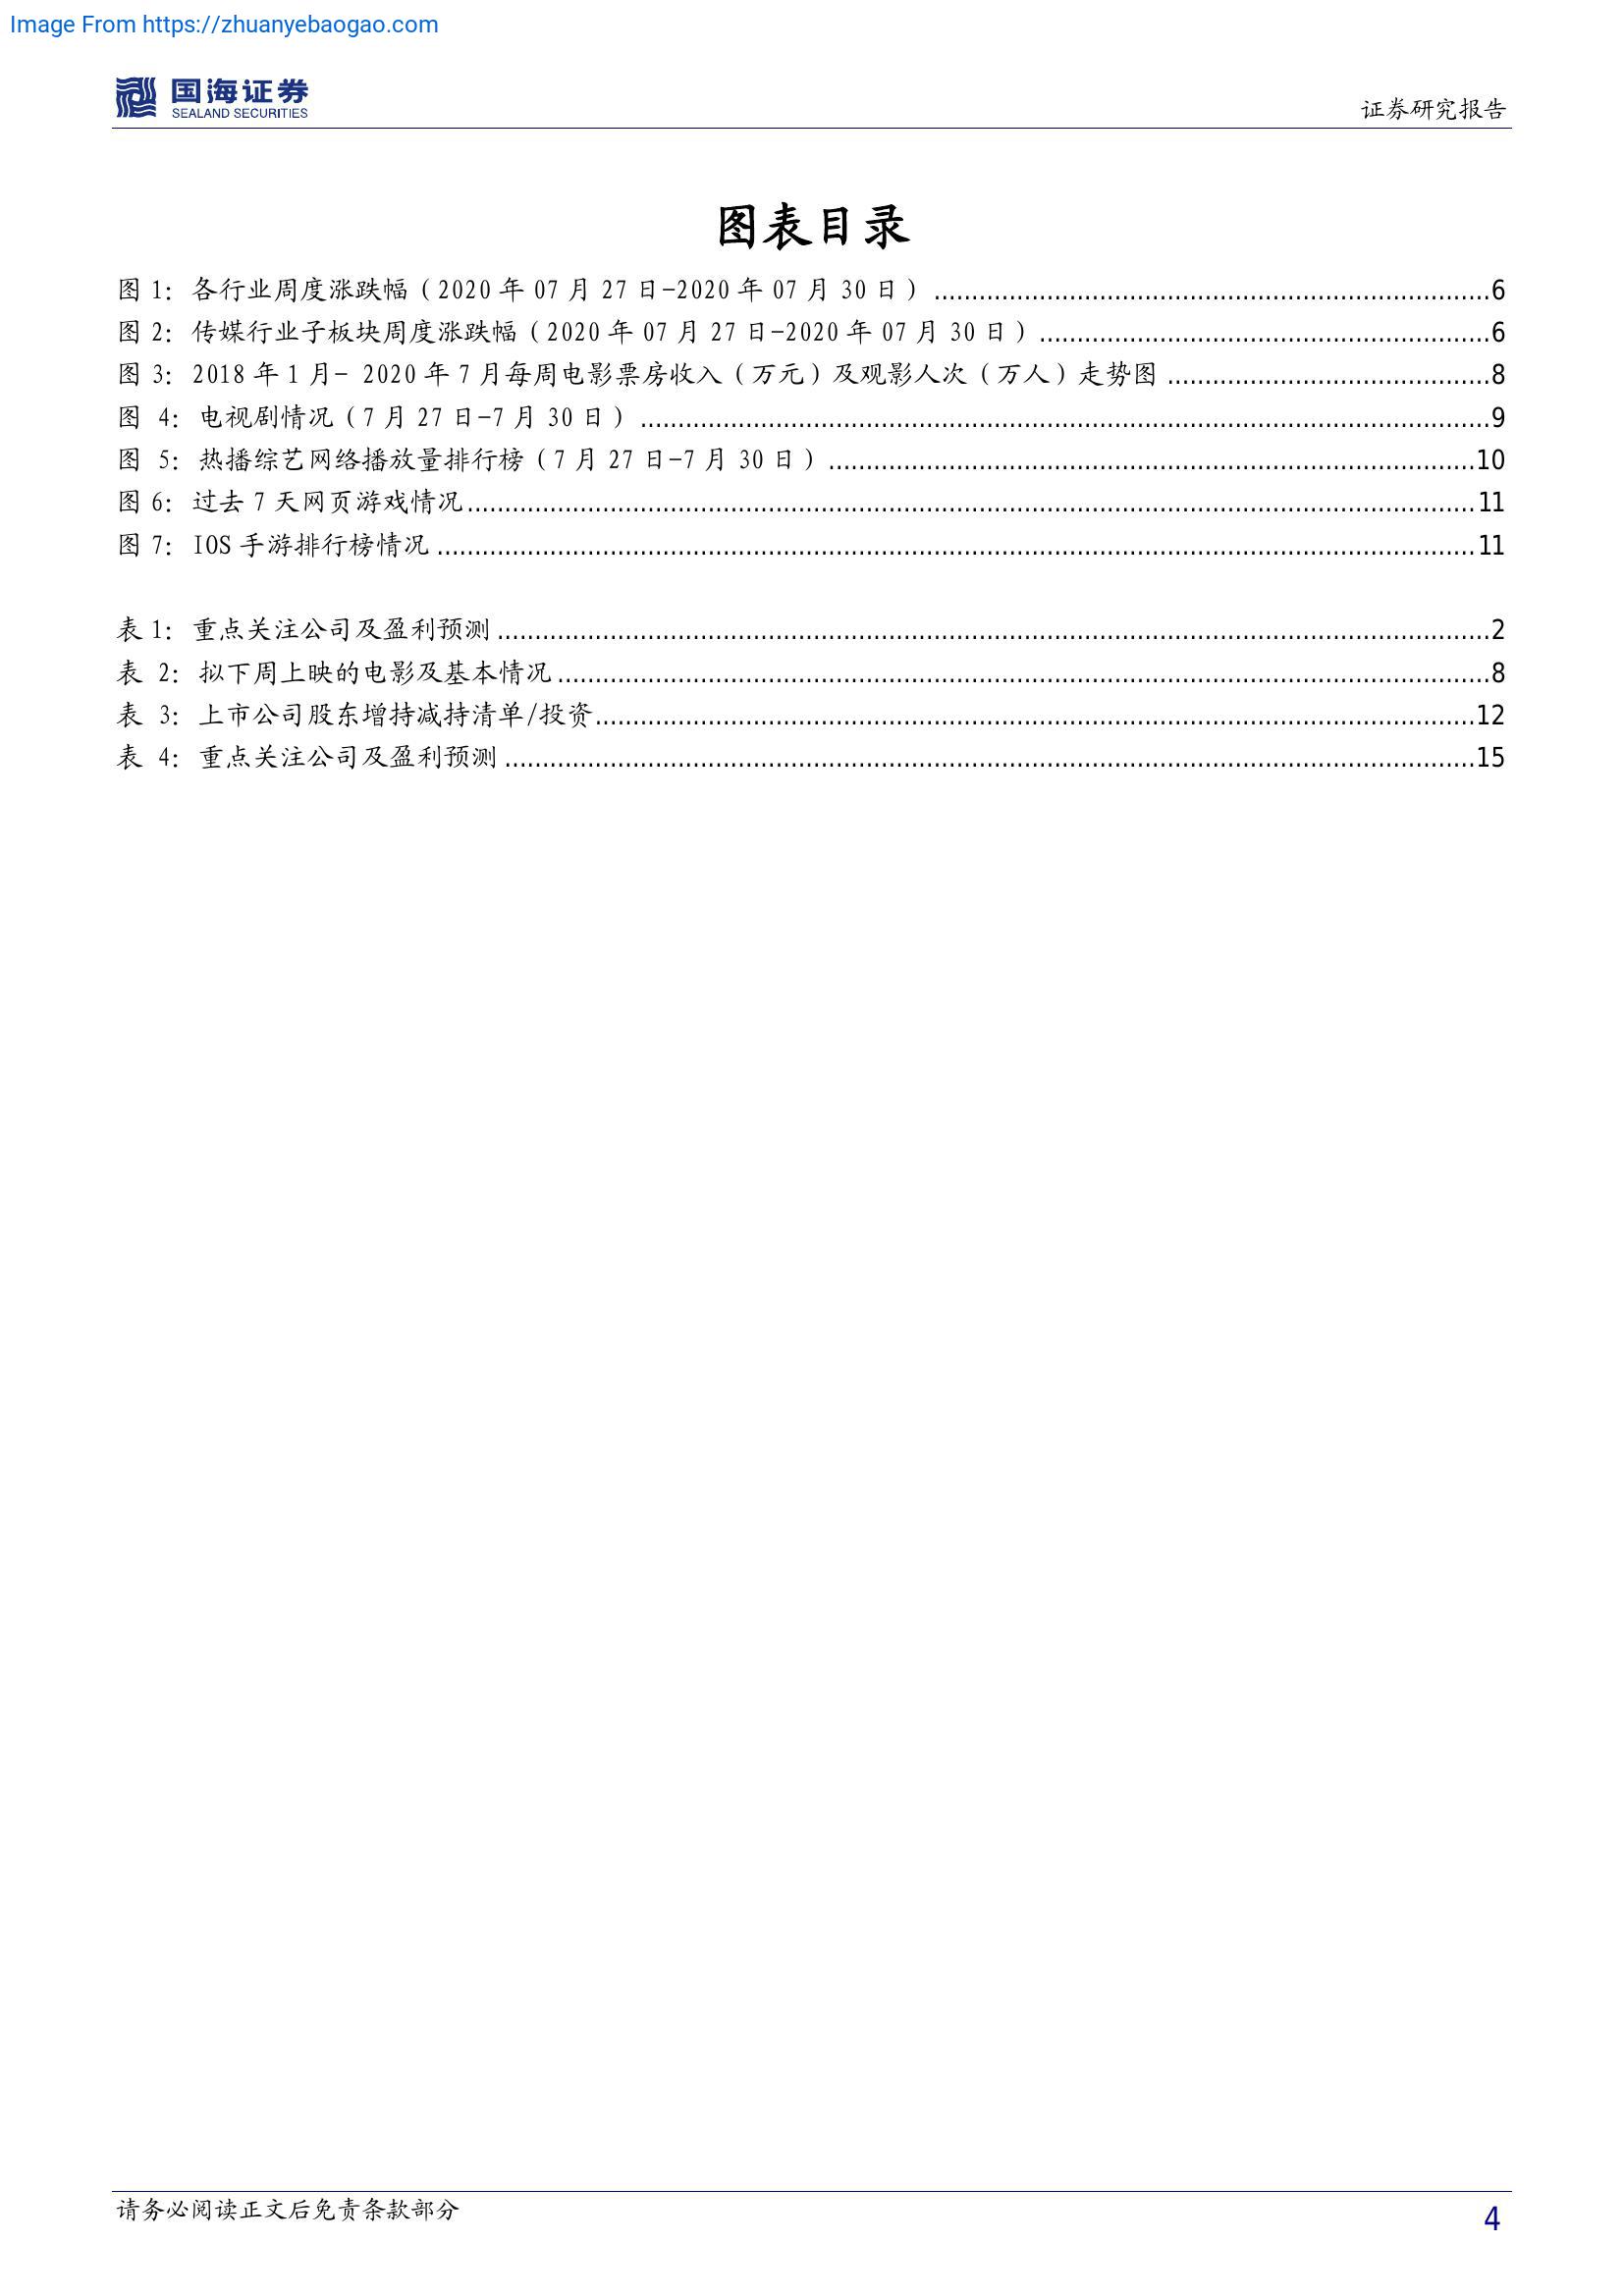 Image From https://zhuanyebaogao.com
国海证券
SEALAND SECURITIES
证券研究报告
图表目录
图 1：各行业周度涨跌幅（2020 年 07 月 27 日-2020 年 07 月 30 日）......6
图 2：传媒行业子板块周度涨跌幅（2020 年 07 月 27 日-2020 年 07 月 30 日）......6
图 3：2018 年 1 月- 2020 年 7 月每周电影票房收入（万元）及观影人次（万人）走势图......8
图 4：电视剧情况（7 月 27 日-7 月 30 日）......9
图 5：热播综艺网络播放量排行榜（7 月 27 日-7 月 30 日）......10
图 6：过去 7 天网页游戏情况......11
图 7：IOS 手游排行榜情况......11
表 1：重点关注公司及盈利预测......2
表 2：拟下周上映的电影及基本情况......8
表 3：上市公司股东增持减持清单/投资......12
表 4：重点关注公司及盈利预测......15
请务必阅读正文后免责条款部分
4